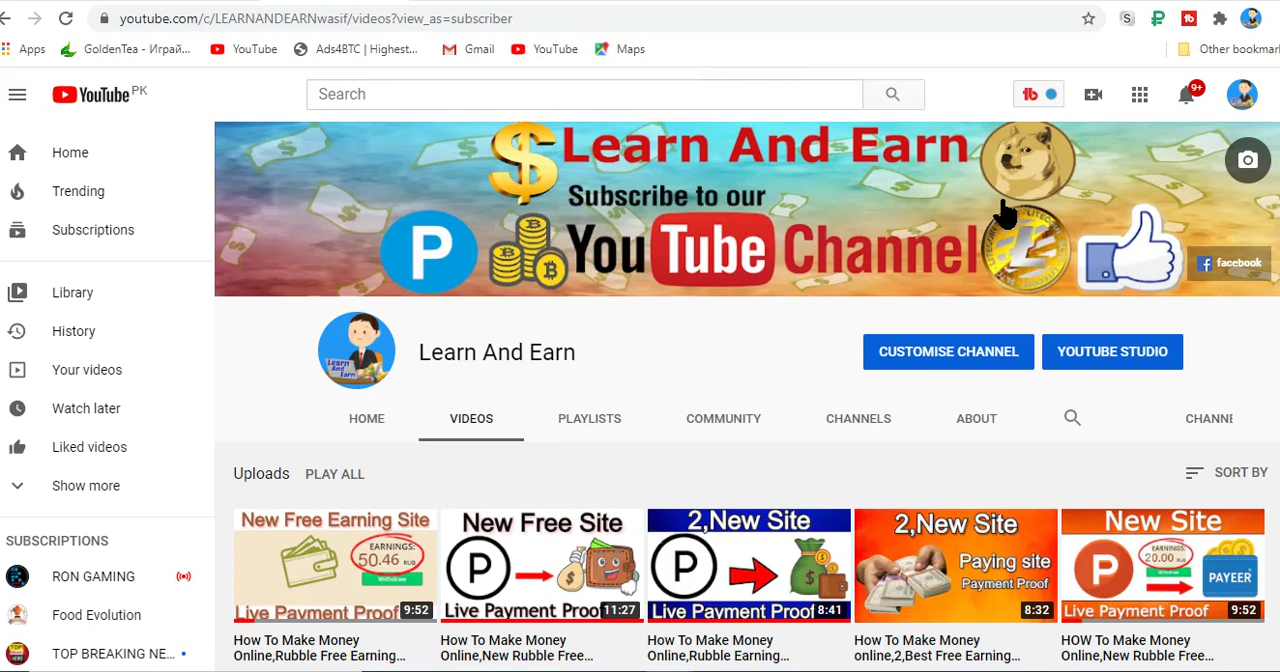 youtube.com/c/LEARNANDEARNwasif/videos?view_as=subscriber
Apps GoldenTea - Играй... YouTube Ads4BTC | Highest... Gmail YouTube Maps Other bookmar
YouTube PK
Search
9+
Home
Trending
Subscriptions
Library
History
Your videos
Watch later
Liked videos
Show more
SUBSCRIPTIONS
RON GAMING
Food Evolution
TOP BREAKING NE...
$ Learn And Earn
Subscribe to our
P YouTube Channel
facebook
Learn And Earn
CUSTOMISE CHANNEL YOUTUBE STUDIO
HOME VIDEOS PLAYLISTS COMMUNITY CHANNELS ABOUT CHANNE
Uploads PLAY ALL SORT BY
New Free Earning Site
EARNINGS:
50.46 RUB
Withdraw
Live Payment Proof
9:52
How To Make Money
Online,Rubble Free Earning...
New Free Site
P
Live Payment Proof
11:27
How To Make Money
Online,New Rubble Free...
2,New Site
P
Live Payment Proof
8:41
How To Make Money
Online,Rubble Earning...
2,New Site
Paying site
Payment Proof
8:32
How To Make Money
online,2,Best Free Earning...
New Site
P
EARNINGS:
20.00 RUB
Withdraw
PAYEER
Live Payment Proof
9:52
How To Make Money
Online,New Rubble Free...